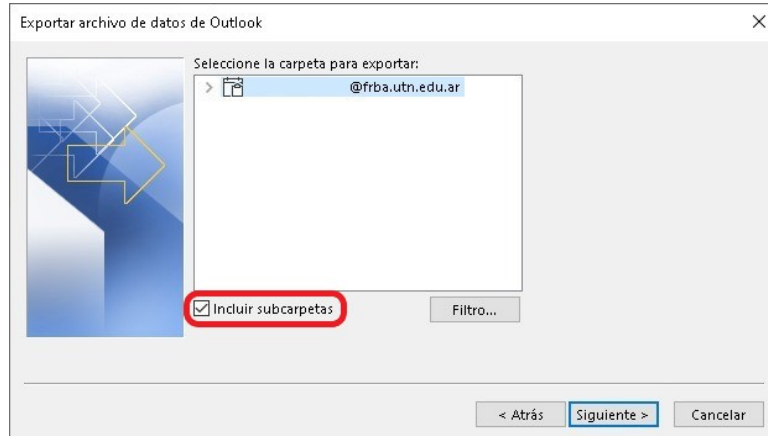 Exportar archivo de datos de Outlook
Seleccione la carpeta para exportar:
@frba.utn.edu.ar
Incluir subcarpetas
Filtro...
< Atrás
Siguiente >
Cancelar